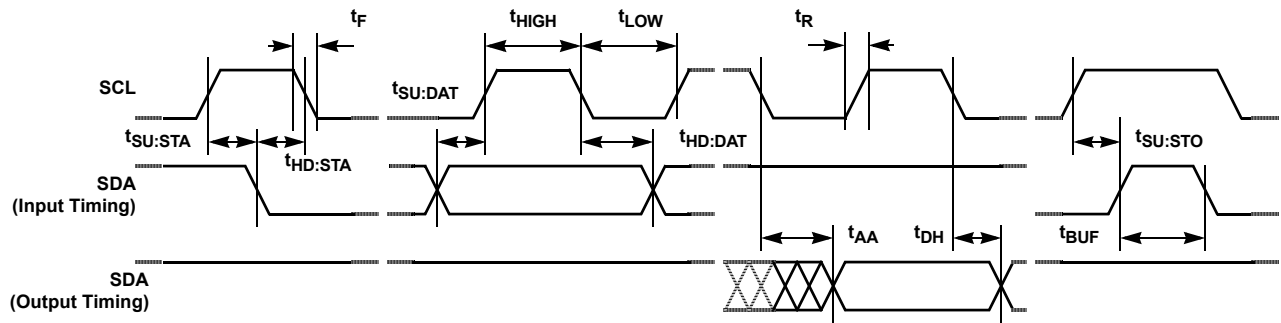 tF
tHIGH
tLOW
tR
SCL
tSU:DAT
tSU:STA
tHD:STA
tHD:DAT
tSU:STO
SDA
(Input Timing)
tAA
tDH
tBUF
SDA
(Output Timing)